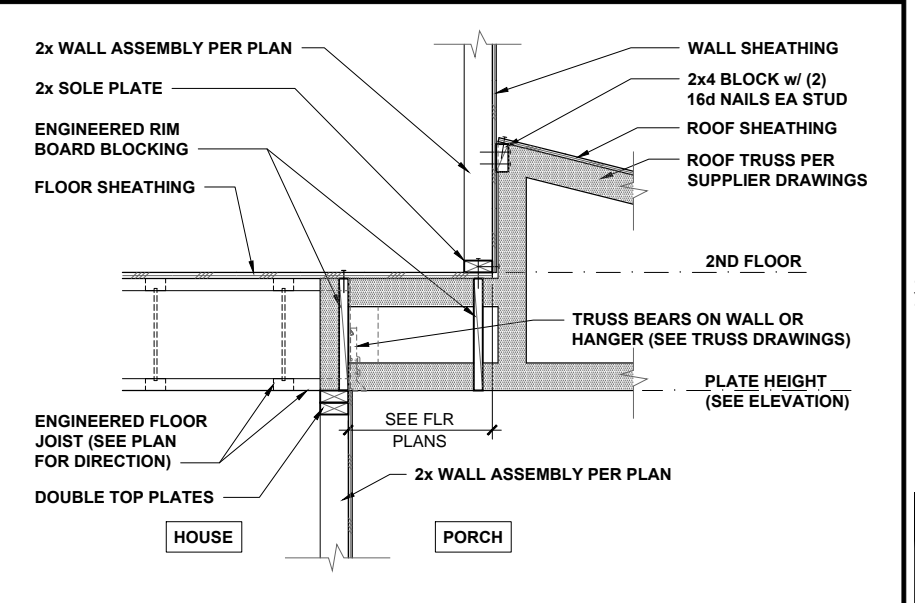 2x WALL ASSEMBLY PER PLAN
2x SOLE PLATE
ENGINEERED RIM
BOARD BLOCKING
FLOOR SHEATHING
WALL SHEATHING
2x4 BLOCK w/ (2)
16d NAILS EA STUD
ROOF SHEATHING
ROOF TRUSS PER
SUPPLIER DRAWINGS
2ND FLOOR
TRUSS BEARS ON WALL OR
HANGER (SEE TRUSS DRAWINGS)
PLATE HEIGHT
(SEE ELEVATION)
ENGINEERED FLOOR
JOIST (SEE PLAN
FOR DIRECTION)
DOUBLE TOP PLATES
SEE FLR
PLANS
2x WALL ASSEMBLY PER PLAN
HOUSE
PORCH